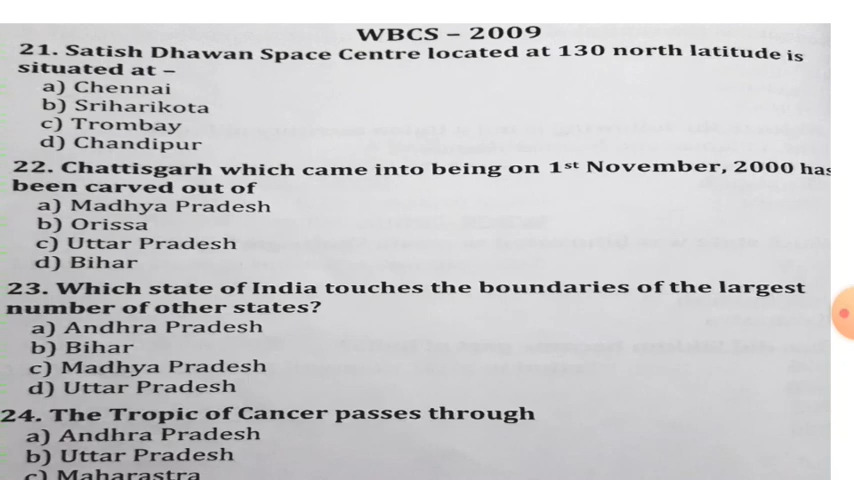 WBCS – 2009
21. Satish Dhawan Space Centre located at 130 north latitude is
situated at –
a) Chennai
b) Sriharikota
c) Trombay
d) Chandipur
22. Chattisgarh which came into being on 1st November, 2000 has
been carved out of
a) Madhya Pradesh
b) Orissa
c) Uttar Pradesh
d) Bihar
23. Which state of India touches the boundaries of the largest
number of other states?
a) Andhra Pradesh
b) Bihar
c) Madhya Pradesh
d) Uttar Pradesh
24. The Tropic of Cancer passes through
a) Andhra Pradesh
b) Uttar Pradesh
c) Maharastra